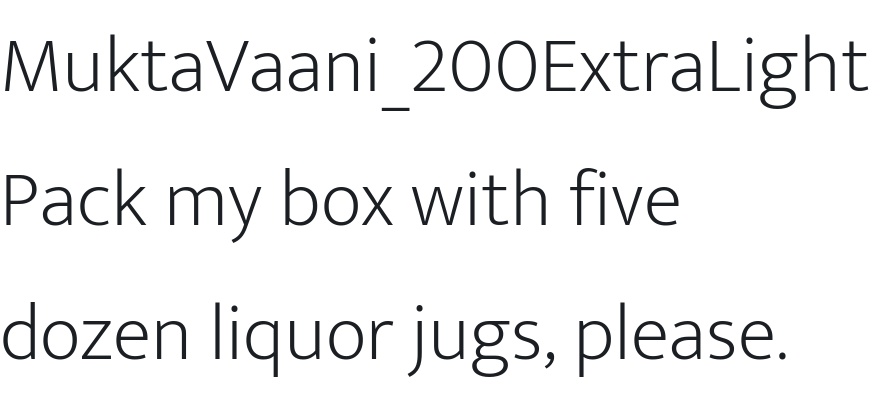 MuktaVaani_200ExtraLight
Pack my box with five
dozen liquor jugs, please.